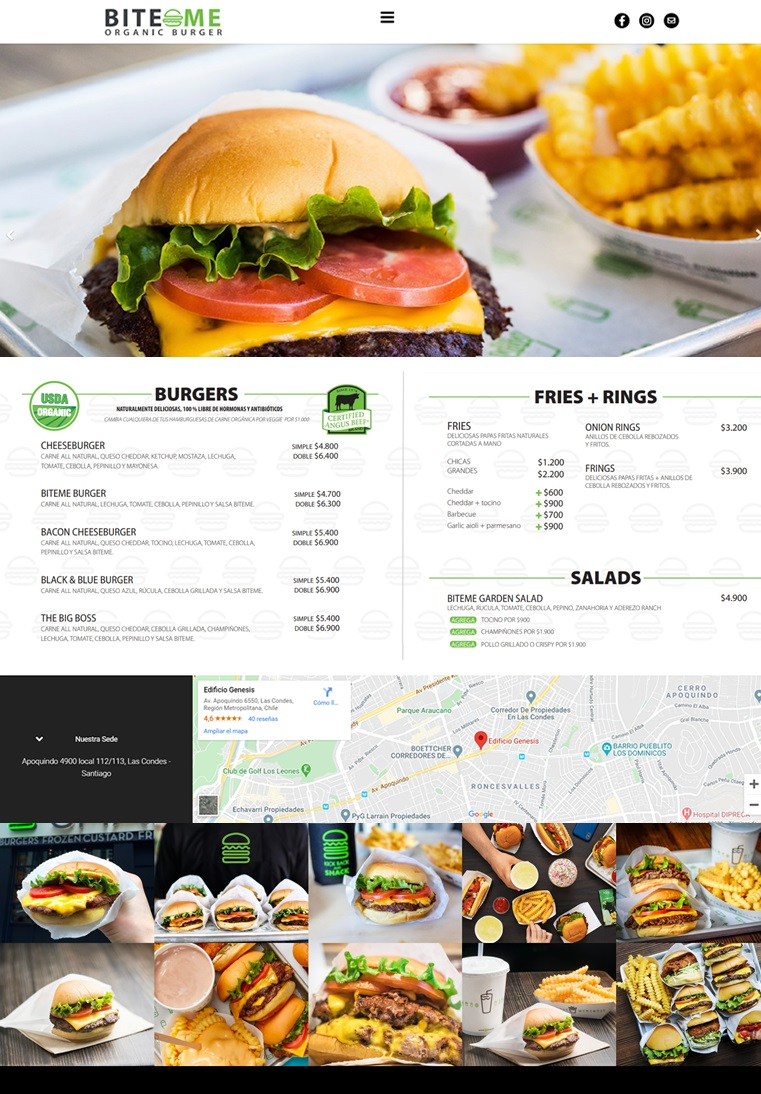 BITE ME
ORGANIC BURGER
USDA
ORGANIC
BURGERS
NATURALMENTE DELICIOSAS, 100 % LIBRE DE HORMONAS Y ANTIBIÓTICOS
CAMBIA CUALQUIERA DE TUS HAMBURGUESAS DE CARNE ORGÁNICA POR VEGGIE POR $1.000
CERTIFIED
ANGUS BEEF
CHEESEBURGER
SIMPLE $4.800
CARNE ALL NATURAL, QUESO CHEDDAR, KETCHUP, MOSTAZA, LECHUGA,
DOBLE $6.400
TOMATE, CEBOLLA, PEPINILLO Y MAYONESA.
BITEME BURGER
SIMPLE $4.700
CARNE ALL NATURAL, LECHUGA, TOMATE, CEBOLLA, PEPINILLO Y SALSA BITEME.
DOBLE $6.300
BACON CHEESEBURGER
SIMPLE $5.400
CARNE ALL NATURAL, QUESO CHEDDAR, TOCINO, LECHUGA, TOMATE, CEBOLLA,
DOBLE $6.900
PEPINILLO Y SALSA BITEME.
BLACK & BLUE BURGER
SIMPLE $5.400
CARNE ALL NATURAL, QUESO AZUL, RÚCULA, CEBOLLA GRILLADA Y SALSA BITEME.
DOBLE $6.900
THE BIG BOSS
SIMPLE $5.400
CARNE ALL NATURAL, QUESO CHEDDAR, CEBOLLA GRILLADA, CHAMPIÑONES,
DOBLE $6.900
LECHUGA, TOMATE, CEBOLLA, PEPINILLO Y SALSA BITEME.
FRIES + RINGS
FRIES
DELICIOSAS PAPAS FRITAS NATURALES
CORTADAS A MANO
CHICAS $1.200
GRANDES $2.200
Cheddar +$600
Cheddar + tocino +$900
Barbecue +$700
Garlic aioli + parmesano +$900
ONION RINGS $3.200
ANILLOS DE CEBOLLA REBOZADOS
Y FRITOS.
FRINGS $3.900
DELICIOSAS PAPAS FRITAS + ANILLOS DE
CEBOLLA REBOZADOS Y FRITOS.
SALADS
BITEME GARDEN SALAD $4.900
LECHUGA, RUCULA, TOMATE, CEBOLLA, PEPINO, ZANAHORIA Y ADEREZO RANCH
AGREGA TOCINO POR $900
AGREGA CHAMPIÑONES POR $1.900
AGREGA POLLO GRILLADO O CRISPY POR $1.900
Nuestra Sede
Apoquindo 4900 local 112/113, Las Condes -
Santiago
Edificio Genesis
Av. Apoquindo 6550, Las Condes,
Región Metropolitana, Chile
4,6 40 reseñas
Ampliar el mapa
Cómo ll...
Av. Presidente
Parque Araucano
Corredor De Propiedades
En Las Condes
CERRO
APOQUINDO
Camino El Alba
Gral Blanche
BOETTCHER
CORREDORES DE...
Edificio Genesis
BARRIO PUEBLITO
LOS DOMINICOS
Club de Golf Los Leones
Av. Apoquindo
RONCESVALLES
Echavarri Propiedades
PyG Larrain Propiedades
Google
Hospital DIPRECA
BURGERS FROZEN CUSTARD FR
KICK BACK
SHACK